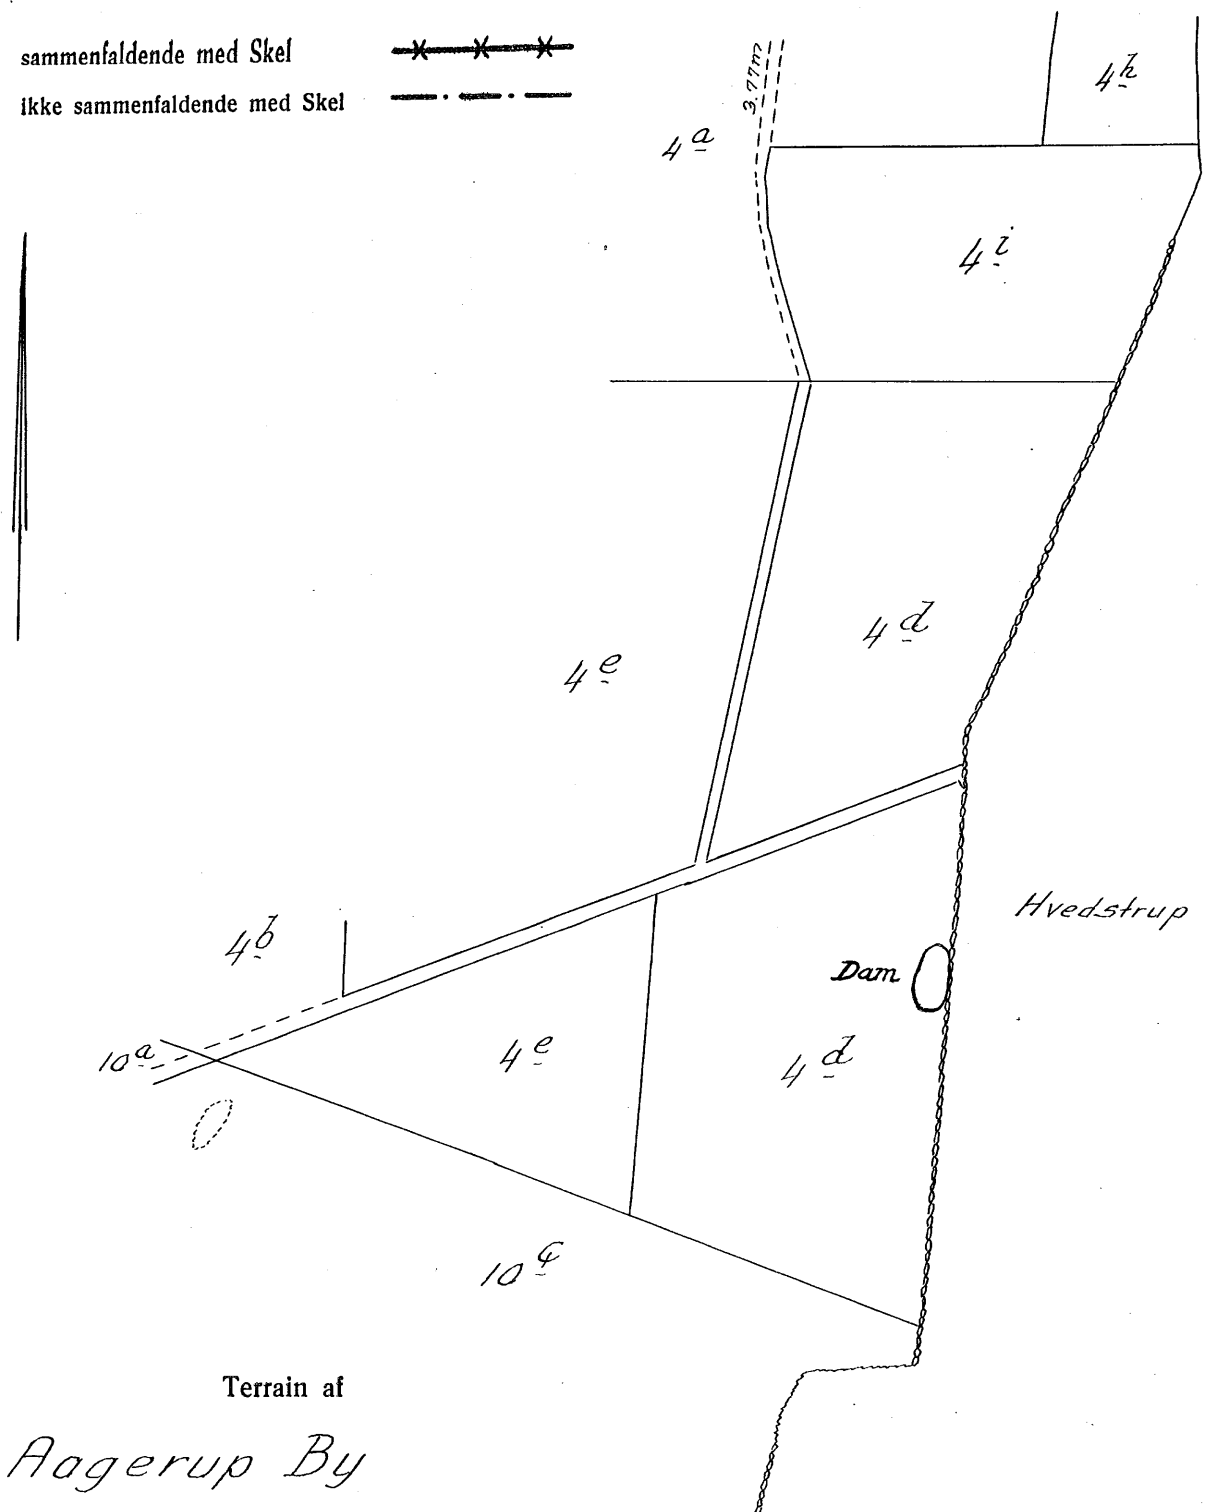 sammenfaldende med Skel
ikke sammenfaldende med Skel
3.77m
4h
4a
4i
4d
4e
Hvedstrup
4b
Dam
10a
4e
4d
10c
Terrain af
Aagerup By